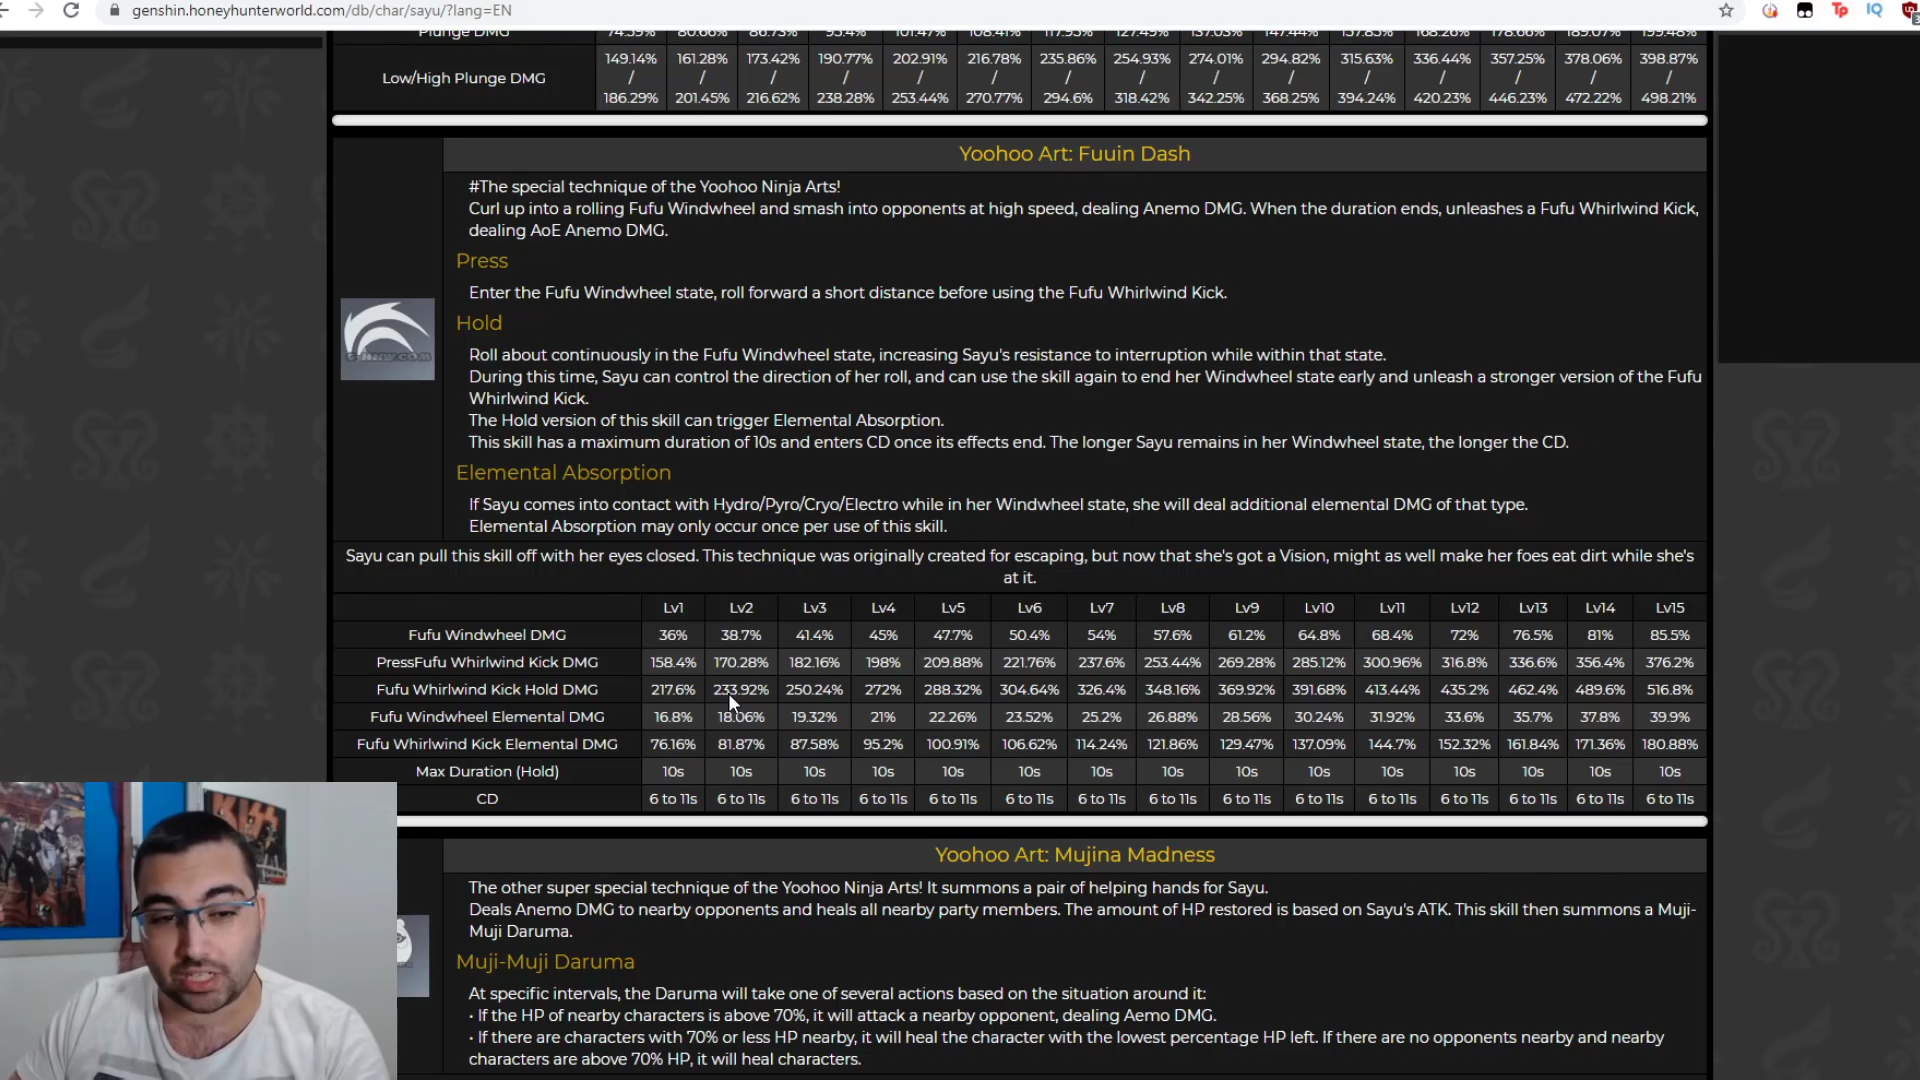 genshin.honeyhunterworld.com/db/char/sayu/?lang=EN
Plunge DMG 74.59% 80.66% 86.73% 95.4% 101.47% 108.41% 117.95% 127.49% 137.03% 147.44% 157.85% 168.26% 178.66% 189.07% 199.48%
149.14% 161.28% 173.42% 190.77% 202.91% 216.78% 235.86% 254.93% 274.01% 294.82% 315.63% 336.44% 357.25% 378.06% 398.87%
Low/High Plunge DMG / / / / / / / / / / / / / / /
186.29% 201.45% 216.62% 238.28% 253.44% 270.77% 294.6% 318.42% 342.25% 368.25% 394.24% 420.23% 446.23% 472.22% 498.21%
Yoohoo Art: Fuuin Dash
#The special technique of the Yoohoo Ninja Arts!
Curl up into a rolling Fufu Windwheel and smash into opponents at high speed, dealing Anemo DMG. When the duration ends, unleashes a Fufu Whirlwind Kick,
dealing AoE Anemo DMG.
Press
Enter the Fufu Windwheel state, roll forward a short distance before using the Fufu Whirlwind Kick.
Hold
Roll about continuously in the Fufu Windwheel state, increasing Sayu's resistance to interruption while within that state.
During this time, Sayu can control the direction of her roll, and can use the skill again to end her Windwheel state early and unleash a stronger version of the Fufu
Whirlwind Kick.
The Hold version of this skill can trigger Elemental Absorption.
This skill has a maximum duration of 10s and enters CD once its effects end. The longer Sayu remains in her Windwheel state, the longer the CD.
Elemental Absorption
If Sayu comes into contact with Hydro/Pyro/Cryo/Electro while in her Windwheel state, she will deal additional elemental DMG of that type.
Elemental Absorption may only occur once per use of this skill.
Sayu can pull this skill off with her eyes closed. This technique was originally created for escaping, but now that she's got a Vision, might as well make her foes eat dirt while she's
at it.
Lv1 Lv2 Lv3 Lv4 Lv5 Lv6 Lv7 Lv8 Lv9 Lv10 Lv11 Lv12 Lv13 Lv14 Lv15
Fufu Windwheel DMG 36% 38.7% 41.4% 45% 47.7% 50.4% 54% 57.6% 61.2% 64.8% 68.4% 72% 76.5% 81% 85.5%
PressFufu Whirlwind Kick DMG 158.4% 170.28% 182.16% 198% 209.88% 221.76% 237.6% 253.44% 269.28% 285.12% 300.96% 316.8% 336.6% 356.4% 376.2%
Fufu Whirlwind Kick Hold DMG 217.6% 233.92% 250.24% 272% 288.32% 304.64% 326.4% 348.16% 369.92% 391.68% 413.44% 435.2% 462.4% 489.6% 516.8%
Fufu Windwheel Elemental DMG 16.8% 18.06% 19.32% 21% 22.26% 23.52% 25.2% 26.88% 28.56% 30.24% 31.92% 33.6% 35.7% 37.8% 39.9%
Fufu Whirlwind Kick Elemental DMG 76.16% 81.87% 87.58% 95.2% 100.91% 106.62% 114.24% 121.86% 129.47% 137.09% 144.7% 152.32% 161.84% 171.36% 180.88%
Max Duration (Hold) 10s 10s 10s 10s 10s 10s 10s 10s 10s 10s 10s 10s 10s 10s 10s
CD 6 to 11s 6 to 11s 6 to 11s 6 to 11s 6 to 11s 6 to 11s 6 to 11s 6 to 11s 6 to 11s 6 to 11s 6 to 11s 6 to 11s 6 to 11s 6 to 11s 6 to 11s
Yoohoo Art: Mujina Madness
The other super special technique of the Yoohoo Ninja Arts! It summons a pair of helping hands for Sayu.
Deals Anemo DMG to nearby opponents and heals all nearby party members. The amount of HP restored is based on Sayu's ATK. This skill then summons a Muji-
Muji Daruma.
Muji-Muji Daruma
At specific intervals, the Daruma will take one of several actions based on the situation around it:
• If the HP of nearby characters is above 70%, it will attack a nearby opponent, dealing Aemo DMG.
• If there are characters with 70% or less HP nearby, it will heal the character with the lowest percentage HP left. If there are no opponents nearby and nearby
characters are above 70% HP, it will heal characters.